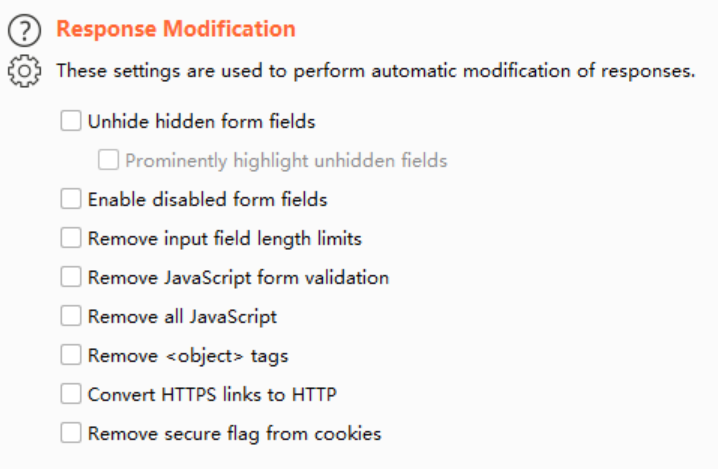 Response Modification
These settings are used to perform automatic modification of responses.
Unhide hidden form fields
Prominently highlight unhidden fields
Enable disabled form fields
Remove input field length limits
Remove JavaScript form validation
Remove all JavaScript
Remove <object> tags
Convert HTTPS links to HTTP
Remove secure flag from cookies